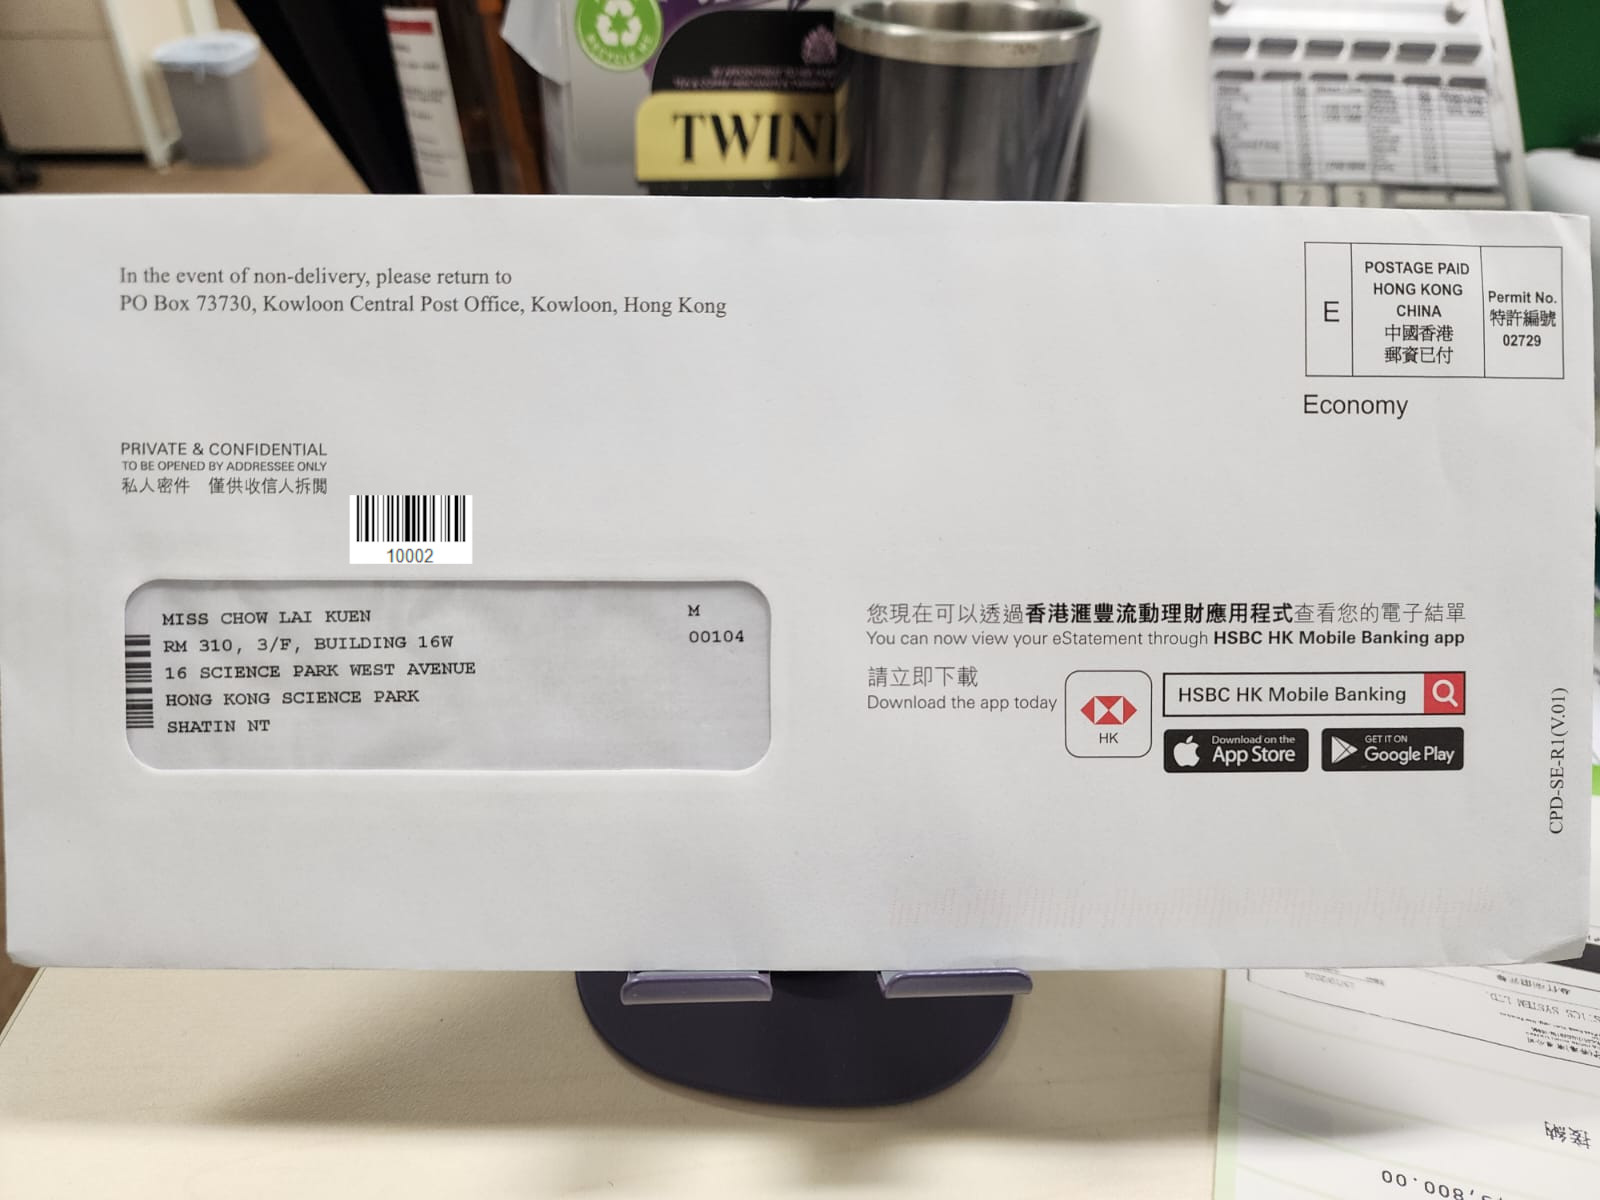 TWIN
In the event of non-delivery, please return to
PO Box 73730, Kowloon Central Post Office, Kowloon, Hong Kong
E
POSTAGE PAID
HONG KONG
CHINA
中國香港
郵資已付
Permit No.
特許編號
02729
Economy
PRIVATE & CONFIDENTIAL
TO BE OPENED BY ADDRESSEE ONLY
私人密件 僅供收信人拆閱
10002
MISS CHOW LAI KUEN
RM 310, 3/F, BUILDING 16W
16 SCIENCE PARK WEST AVENUE
HONG KONG SCIENCE PARK
SHATIN NT
M
00104
您現在可以透過香港滙豐流動理財應用程式查看您的電子結單
You can now view your eStatement through HSBC HK Mobile Banking app
請立即下載
Download the app today
HK
HSBC HK Mobile Banking
Download on the
App Store
GET IT ON
Google Play
CPD-SE-R1(V.01)
SYSTEM LTD.
接納
,800.00